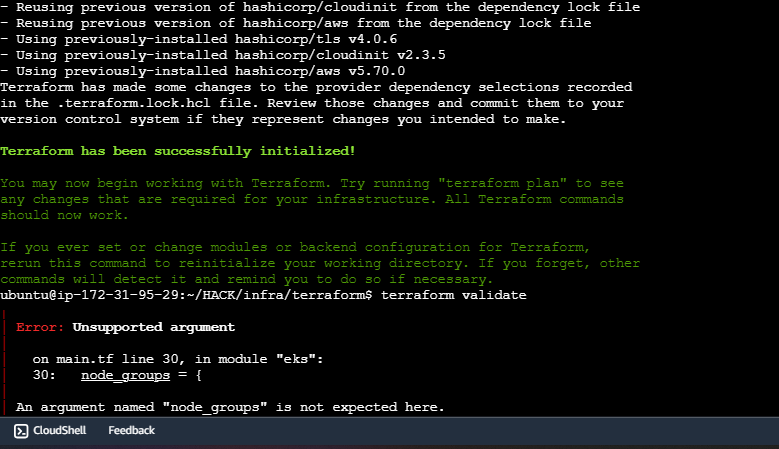 - Reusing previous version of hashicorp/cloudinit from the dependency lock file
- Reusing previous version of hashicorp/aws from the dependency lock file
- Using previously-installed hashicorp/tls v4.0.6
- Using previously-installed hashicorp/cloudinit v2.3.5
- Using previously-installed hashicorp/aws v5.70.0
Terraform has made some changes to the provider dependency selections recorded
in the .terraform.lock.hcl file. Review those changes and commit them to your
version control system if they represent changes you intended to make.
Terraform has been successfully initialized!
You may now begin working with Terraform. Try running "terraform plan" to see
any changes that are required for your infrastructure. All Terraform commands
should now work.
If you ever set or change modules or backend configuration for Terraform,
rerun this command to reinitialize your working directory. If you forget, other
commands will detect it and remind you to do so if necessary.
ubuntu@ip-172-31-95-29:~/HACK/infra/terraform$ terraform validate
Error: Unsupported argument
on main.tf line 30, in module "eks":
30: node_groups = {
An argument named "node_groups" is not expected here.
CloudShell Feedback